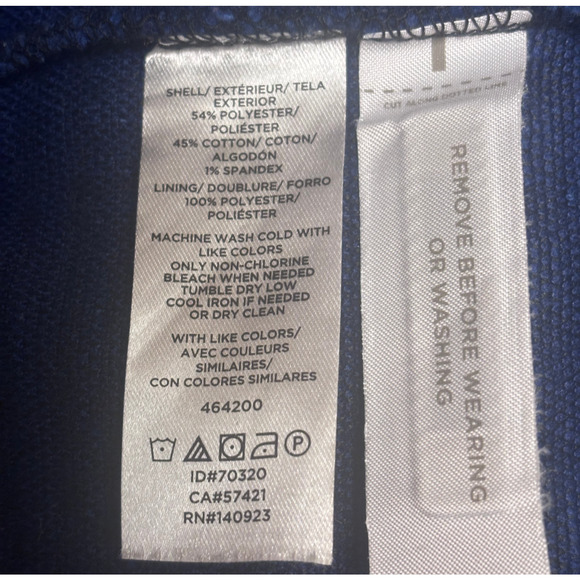 SHELL/ EXTÉRIEUR/ TELA
EXTERIOR
54% POLYESTER/
POLIÉSTER
45% COTTON/ COTON/
ALGODÓN
1% SPANDEX
LINING/ DOUBLURE/ FORRO
100% POLYESTER/
POLIÉSTER
MACHINE WASH COLD WITH
LIKE COLORS
ONLY NON-CHLORINE
BLEACH WHEN NEEDED
TUMBLE DRY LOW
COOL IRON IF NEEDED
OR DRY CLEAN
WITH LIKE COLORS/
AVEC COULEURS
SIMILAIRES/
CON COLORES SIMILARES
464200
P
ID#70320
CA#57421
RN#140923
CUT ALONG DOTTED LINE
REMOVE BEFORE WEARING
OR WASHING